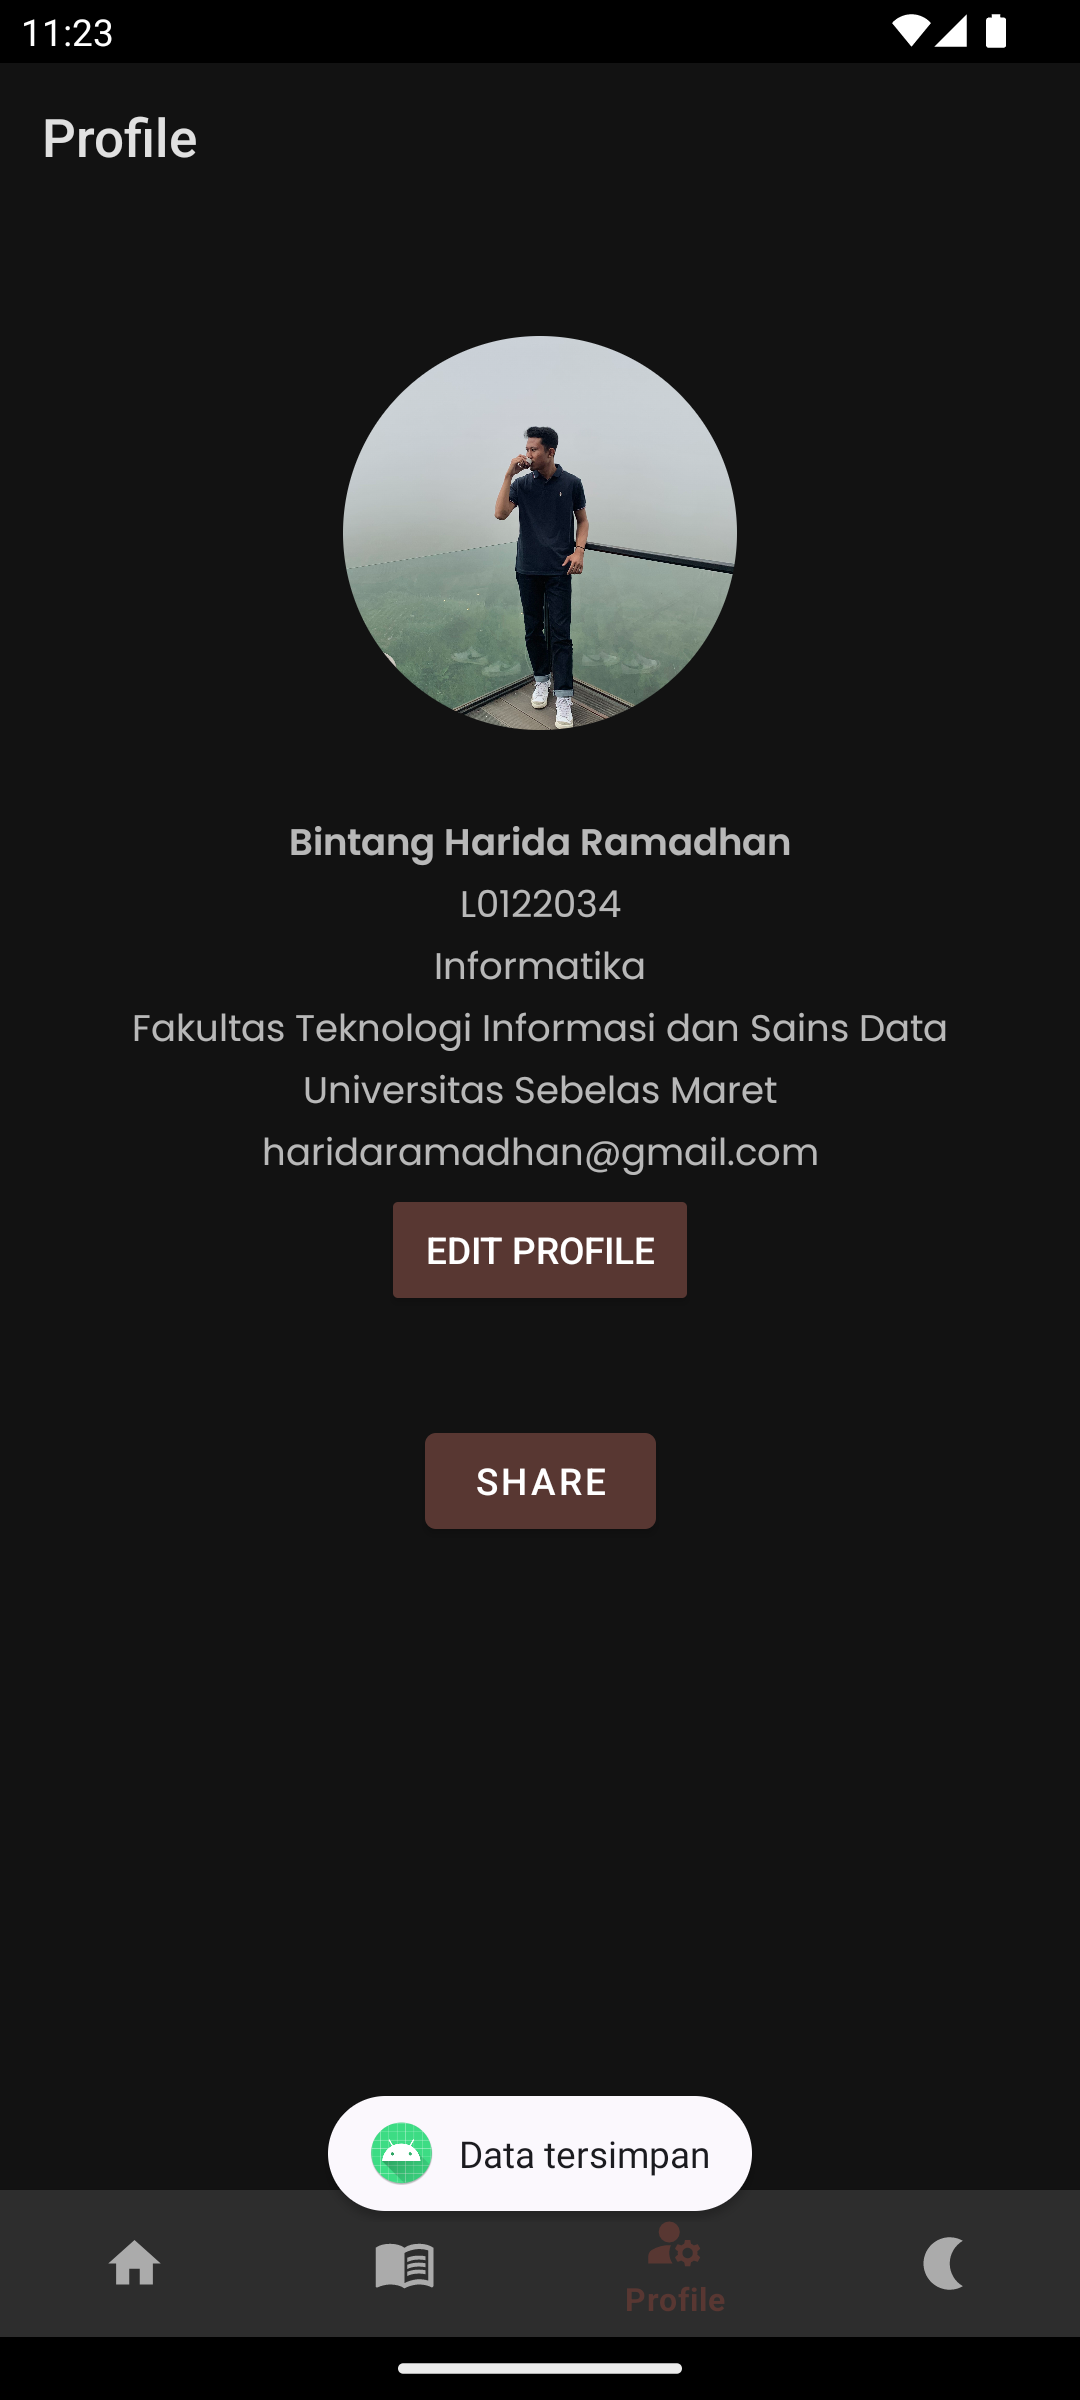 11:23
Profile
Bintang Harida Ramadhan
L0122034
Informatika
Fakultas Teknologi Informasi dan Sains Data
Universitas Sebelas Maret
haridaramadhan@gmail.com
EDIT PROFILE
SHARE
Data tersimpan
Profile